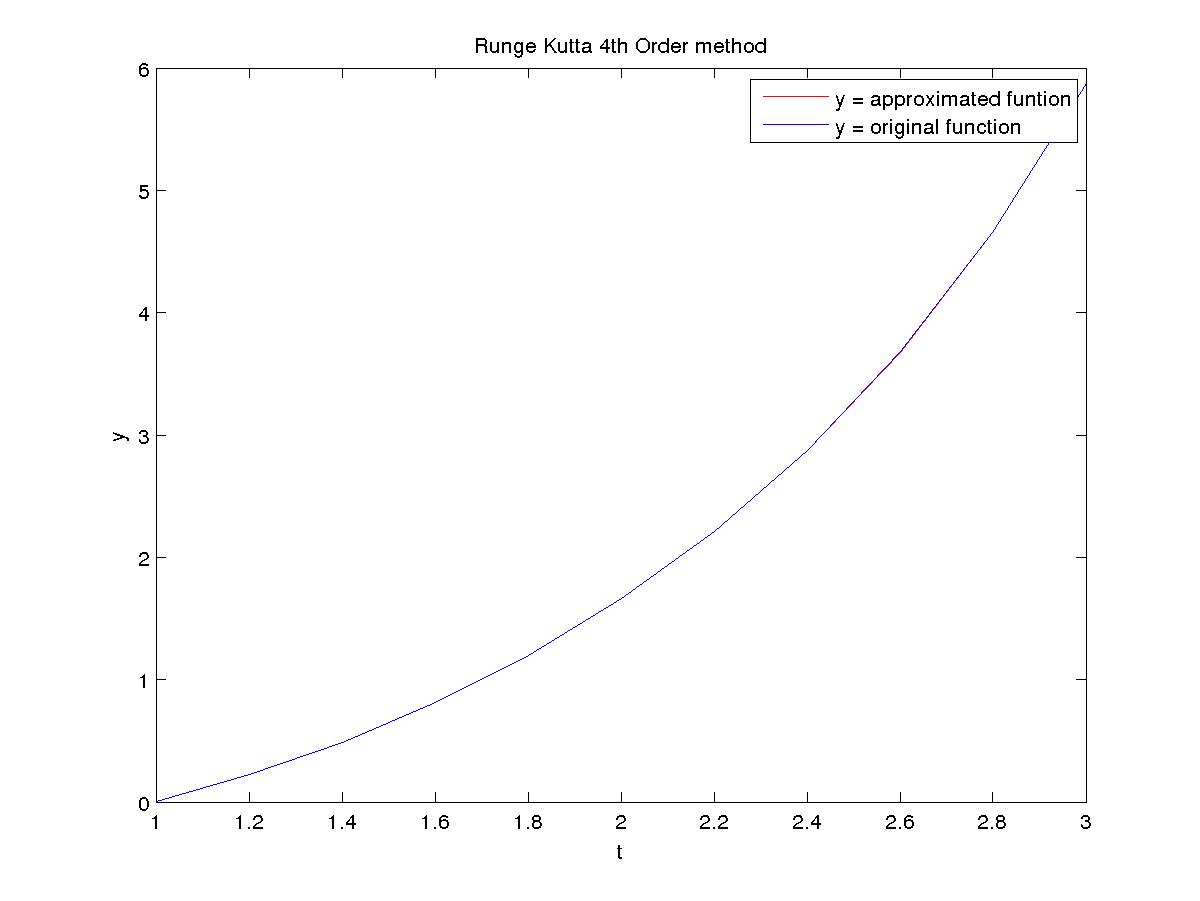 Runge Kutta 4th Order method
y = approximated funtion
y = original function
6
5
4
3
2
1
0
y
1 1.2 1.4 1.6 1.8 2 2.2 2.4 2.6 2.8 3
t